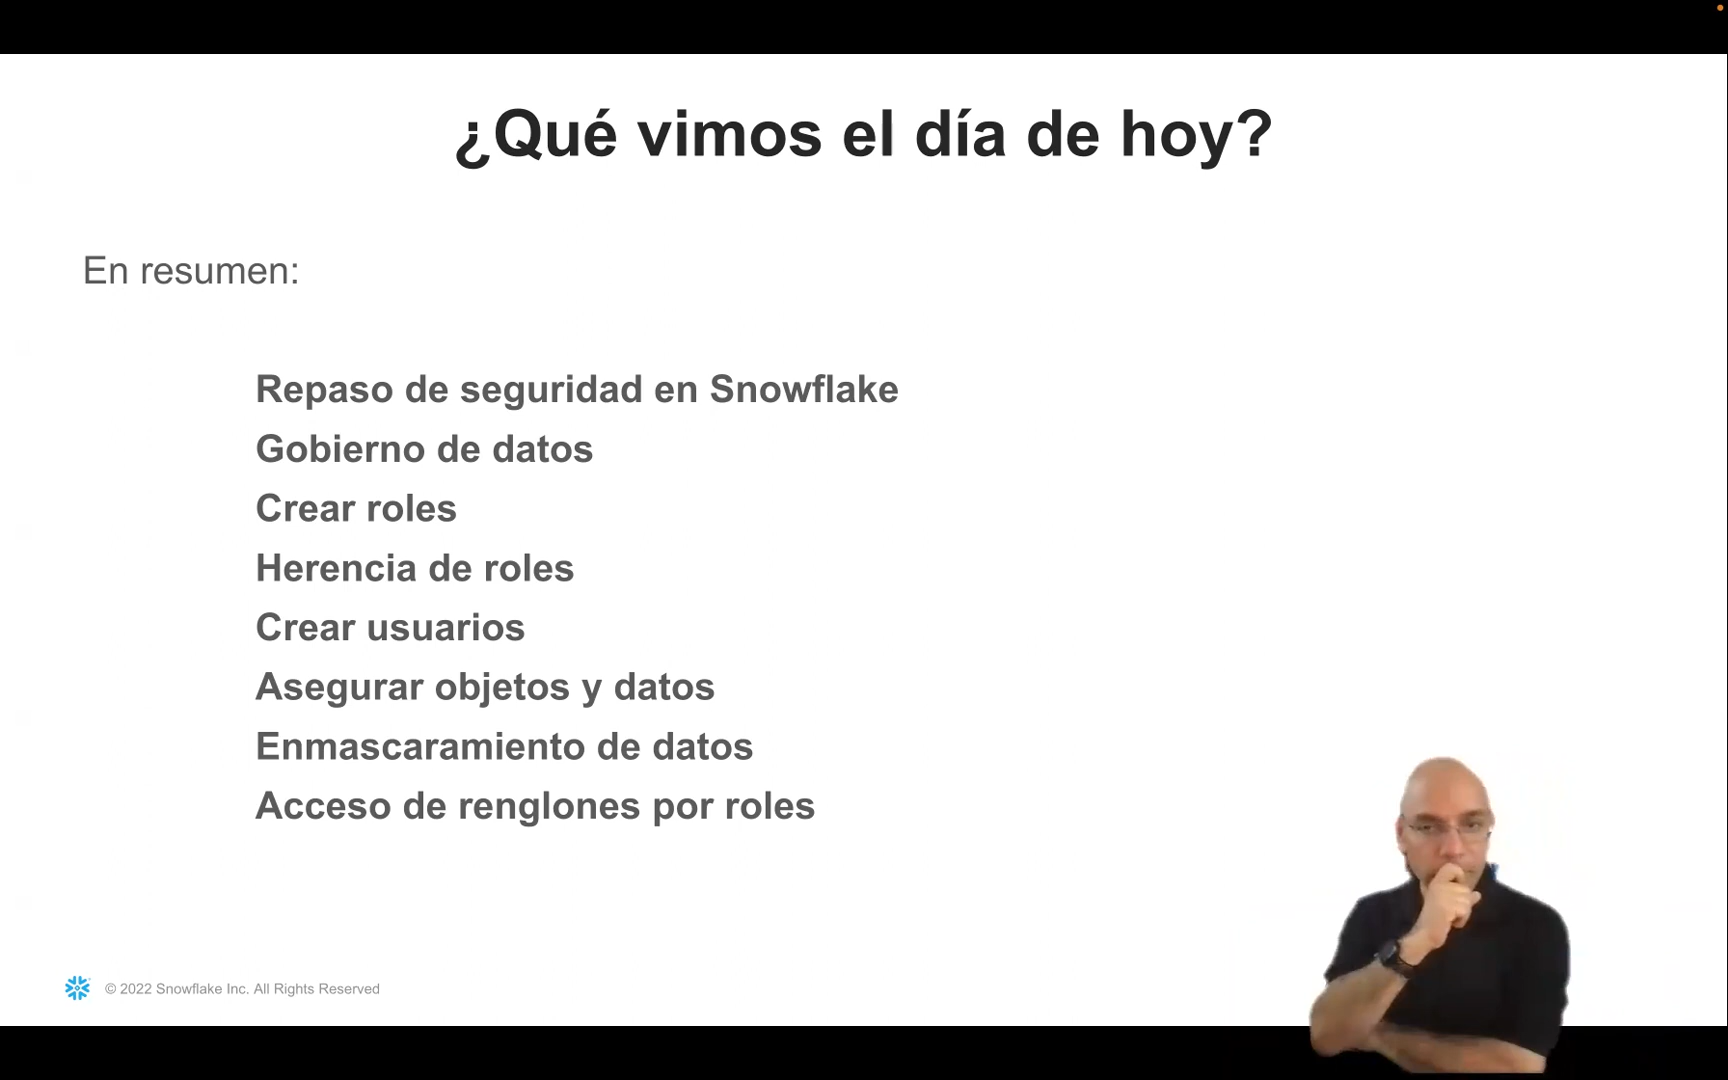 ¿Qué vimos el día de hoy?
En resumen:
Repaso de seguridad en Snowflake
Gobierno de datos
Crear roles
Herencia de roles
Crear usuarios
Asegurar objetos y datos
Enmascaramiento de datos
Acceso de renglones por roles
© 2022 Snowflake Inc. All Rights Reserved